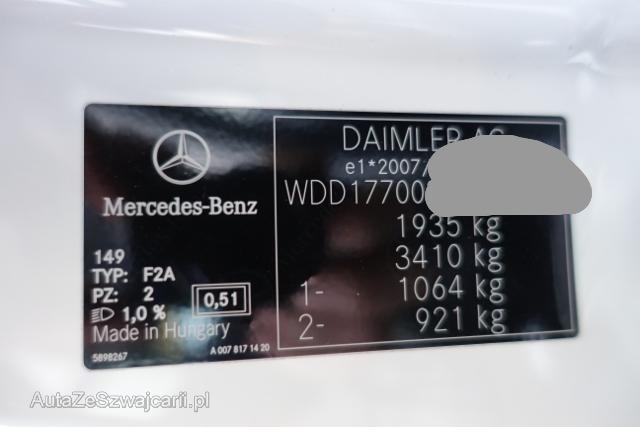 Mercedes-Benz
149
TYP: F2A
PZ: 2
1,0 %
0,51
Made in Hungary
5898267
A 007 817 14 20
DAIMLER
e1*2007
WDD17700
1935 kg
3410 kg
1- 1064 kg
2- 921 kg
AutaZeSzwajcarii.pl